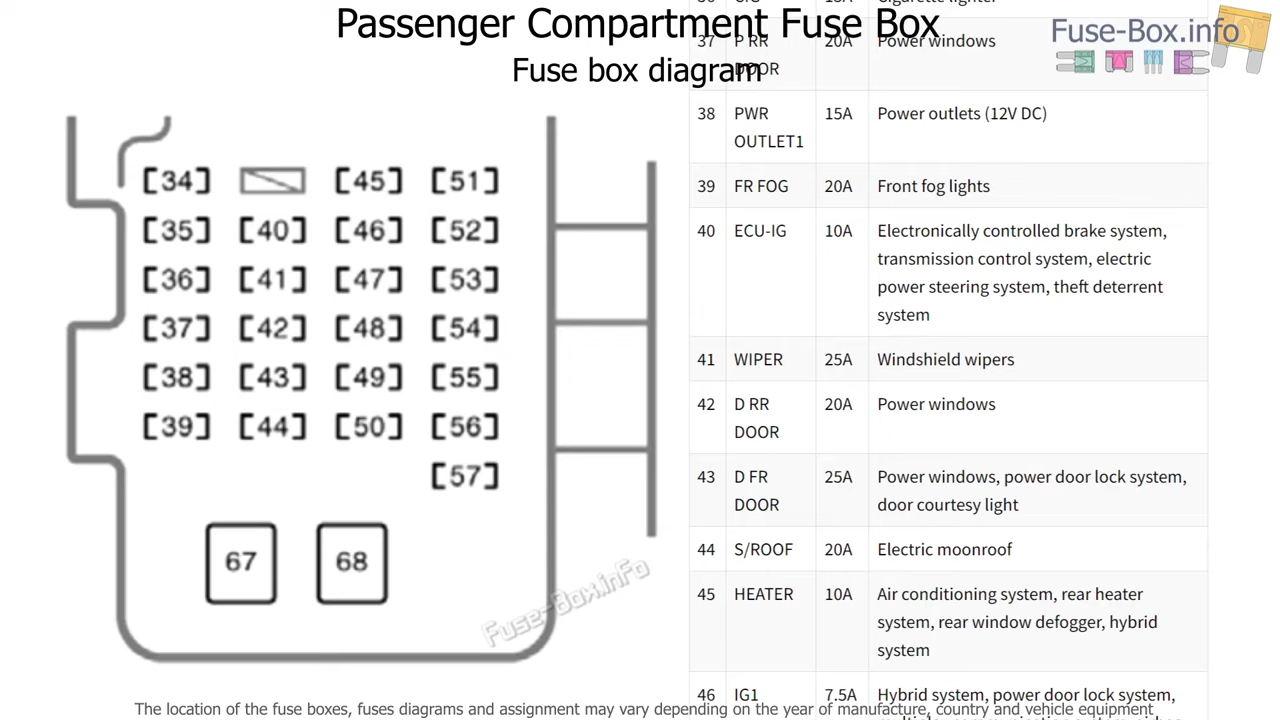 Passenger Compartment Fuse Box
Fuse box diagram
Fuse-Box.info
[34] [45] [51]
[35] [40] [46] [52]
[36] [41] [47] [53]
[37] [42] [48] [54]
[38] [43] [49] [55]
[39] [44] [50] [56]
[57]
67 68
Fuse-Box.info
37 P RR 20A Power windows
DOOR
38 PWR 15A Power outlets (12V DC)
OUTLET1
39 FR FOG 20A Front fog lights
40 ECU-IG 10A Electronically controlled brake system,
transmission control system, electric
power steering system, theft deterrent
system
41 WIPER 25A Windshield wipers
42 D RR 20A Power windows
DOOR
43 D FR 25A Power windows, power door lock system,
DOOR door courtesy light
44 S/ROOF 20A Electric moonroof
45 HEATER 10A Air conditioning system, rear heater
system, rear window defogger, hybrid
system
46 IG1 7.5A Hybrid system, power door lock system,
The location of the fuse boxes, fuses diagrams and assignment may vary depending on the year of manufacture, country and vehicle equipment